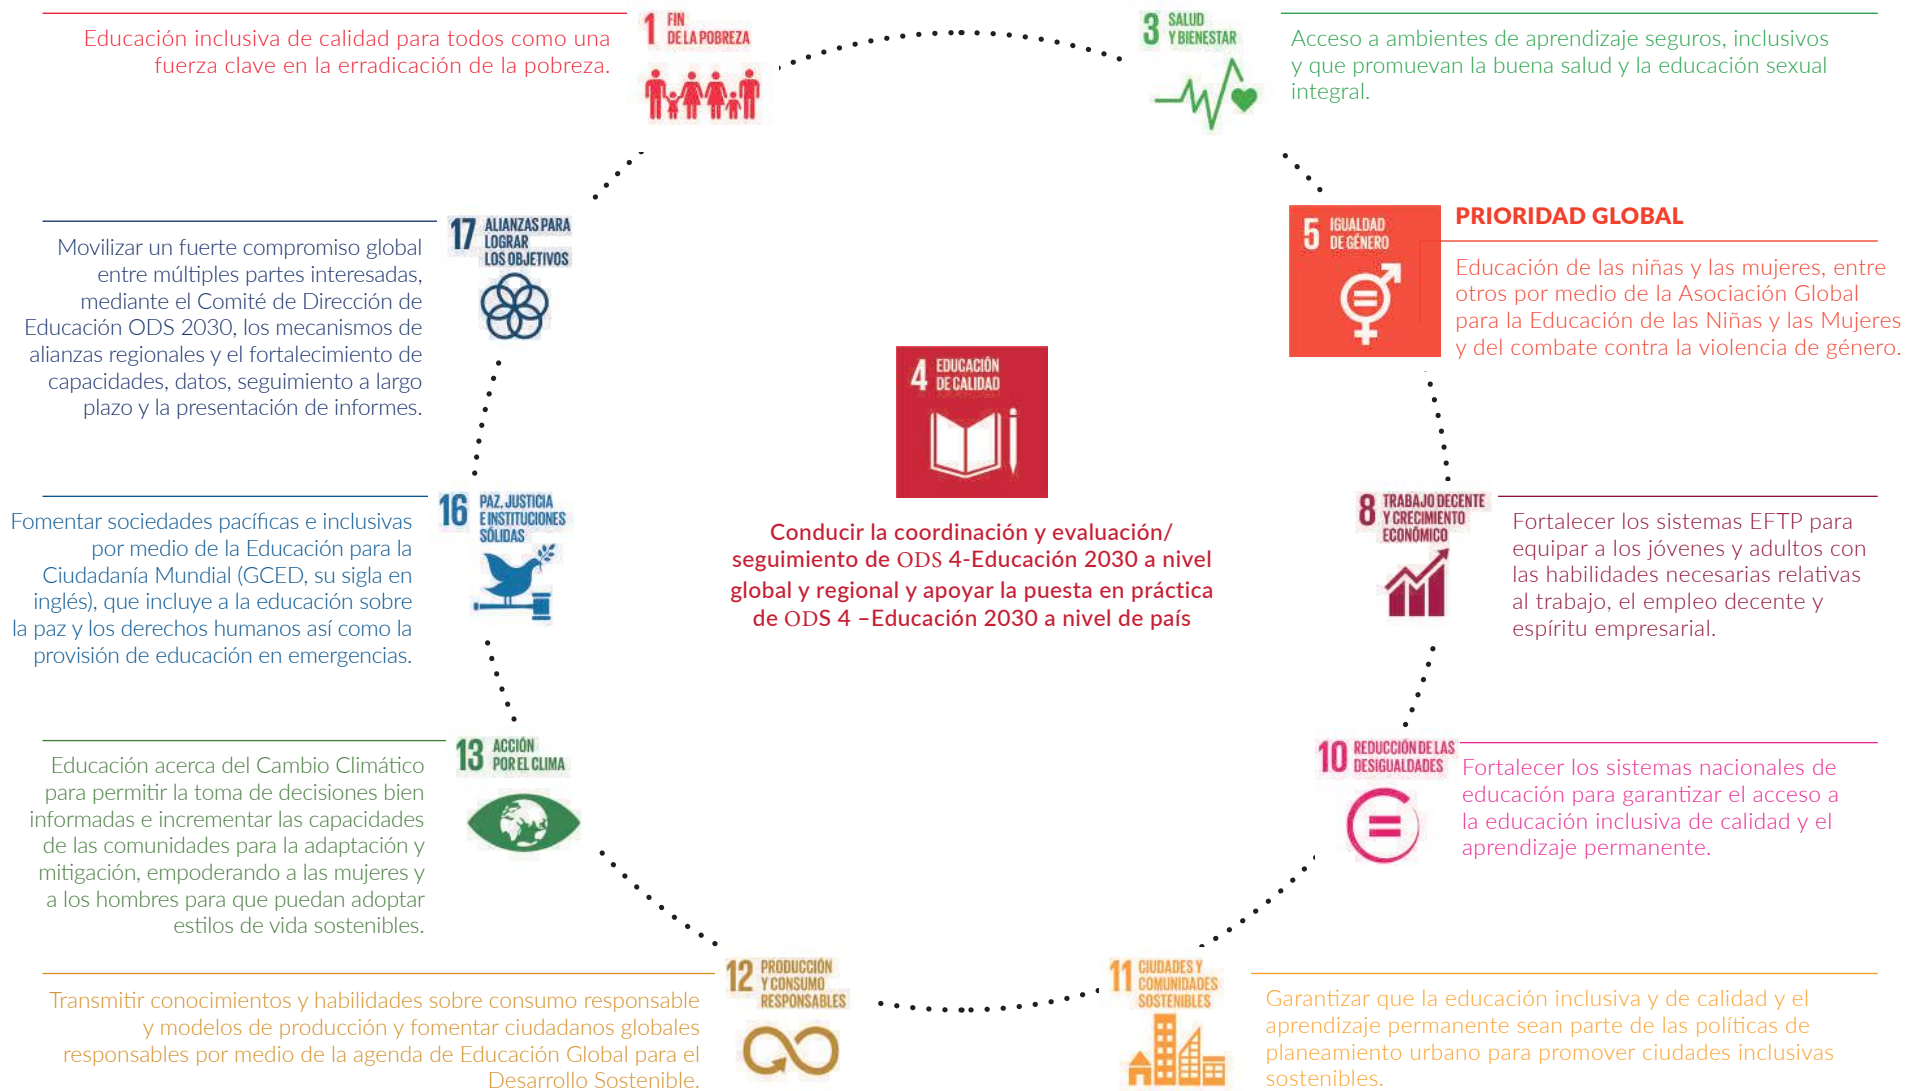 1 FIN
DE LA POBREZA
Educación inclusiva de calidad para todos como una
fuerza clave en la erradicación de la pobreza.
3 SALUD
Y BIENESTAR
Acceso a ambientes de aprendizaje seguros, inclusivos
y que promuevan la buena salud y la educación sexual
integral.
5 IGUALDAD
DE GÉNERO
PRIORIDAD GLOBAL
Educación de las niñas y las mujeres, entre
otros por medio de la Asociación Global
para la Educación de las Niñas y las Mujeres
y del combate contra la violencia de género.
17 ALIANZAS PARA
LOGRAR
LOS OBJETIVOS
Movilizar un fuerte compromiso global
entre múltiples partes interesadas,
mediante el Comité de Dirección de
Educación ODS 2030, los mecanismos de
alianzas regionales y el fortalecimiento de
capacidades, datos, seguimiento a largo
plazo y la presentación de informes.
4 EDUCACIÓN
DE CALIDAD
Conducir la coordinación y evaluación/
seguimiento de ODS 4-Educación 2030 a nivel
global y regional y apoyar la puesta en práctica
de ODS 4 –Educación 2030 a nivel de país
8 TRABAJO DECENTE
Y CRECIMIENTO
ECONÓMICO
Fortalecer los sistemas EFTP para
equipar a los jóvenes y adultos con
las habilidades necesarias relativas
al trabajo, el empleo decente y
espíritu empresarial.
16 PAZ, JUSTICIA
E INSTITUCIONES
SÓLIDAS
Fomentar sociedades pacíficas e inclusivas
por medio de la Educación para la
Ciudadanía Mundial (GCED, su sigla en
inglés), que incluye a la educación sobre
la paz y los derechos humanos así como la
provisión de educación en emergencias.
10 REDUCCIÓN DE LAS
DESIGUALDADES
Fortalecer los sistemas nacionales de
educación para garantizar el acceso a
la educación inclusiva de calidad y el
aprendizaje permanente.
13 ACCIÓN
POR EL CLIMA
Educación acerca del Cambio Climático
para permitir la toma de decisiones bien
informadas e incrementar las capacidades
de las comunidades para la adaptación y
mitigación, empoderando a las mujeres y
a los hombres para que puedan adoptar
estilos de vida sostenibles.
12 PRODUCCIÓN
Y CONSUMO
RESPONSABLES
Transmitir conocimientos y habilidades sobre consumo responsable
y modelos de producción y fomentar ciudadanos globales
responsables por medio de la agenda de Educación Global para el
Desarrollo Sostenible.
11 CIUDADES Y
COMUNIDADES
SOSTENIBLES
Garantizar que la educación inclusiva y de calidad y el
aprendizaje permanente sean parte de las políticas de
planeamiento urbano para promover ciudades inclusivas
sostenibles.